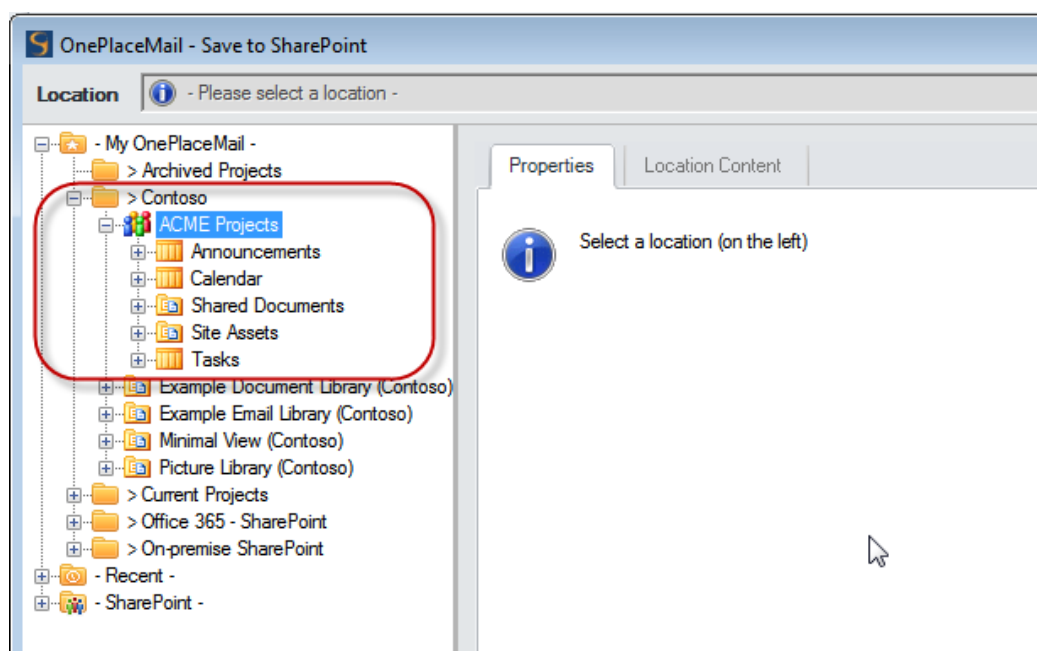 OnePlaceMail - Save to SharePoint
Location - Please select a location -
- My OnePlaceMail -
> Archived Projects
> Contoso
ACME Projects
Announcements
Calendar
Shared Documents
Site Assets
Tasks
Example Document Library (Contoso)
Example Email Library (Contoso)
Minimal View (Contoso)
Picture Library (Contoso)
> Current Projects
> Office 365 - SharePoint
> On-premise SharePoint
- Recent -
- SharePoint -
Properties Location Content
Select a location (on the left)